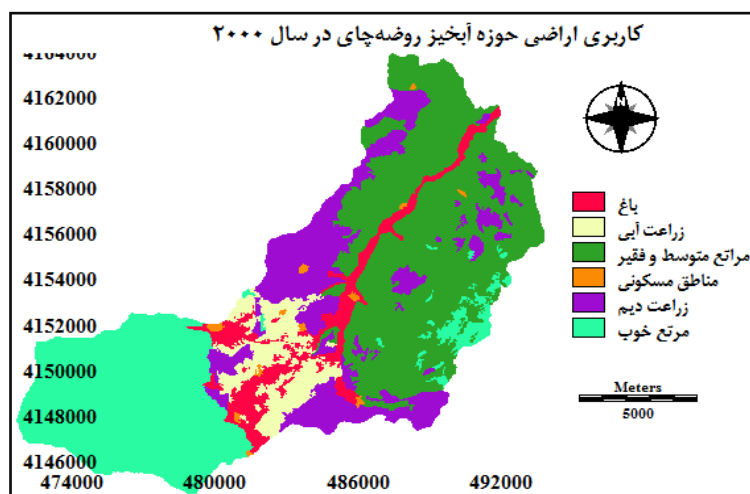 کاربری اراضی حوزه آبخیز روضه‌چای در سال ۲۰۰۰
4164000
4162000
4160000
4158000
4156000
4154000
4152000
4150000
4148000
4146000
474000 480000 486000 492000
N
باغ
زراعت آبی
مراتع متوسط و فقیر
مناطق مسکونی
زراعت دیم
مرتع خوب
Meters
5000